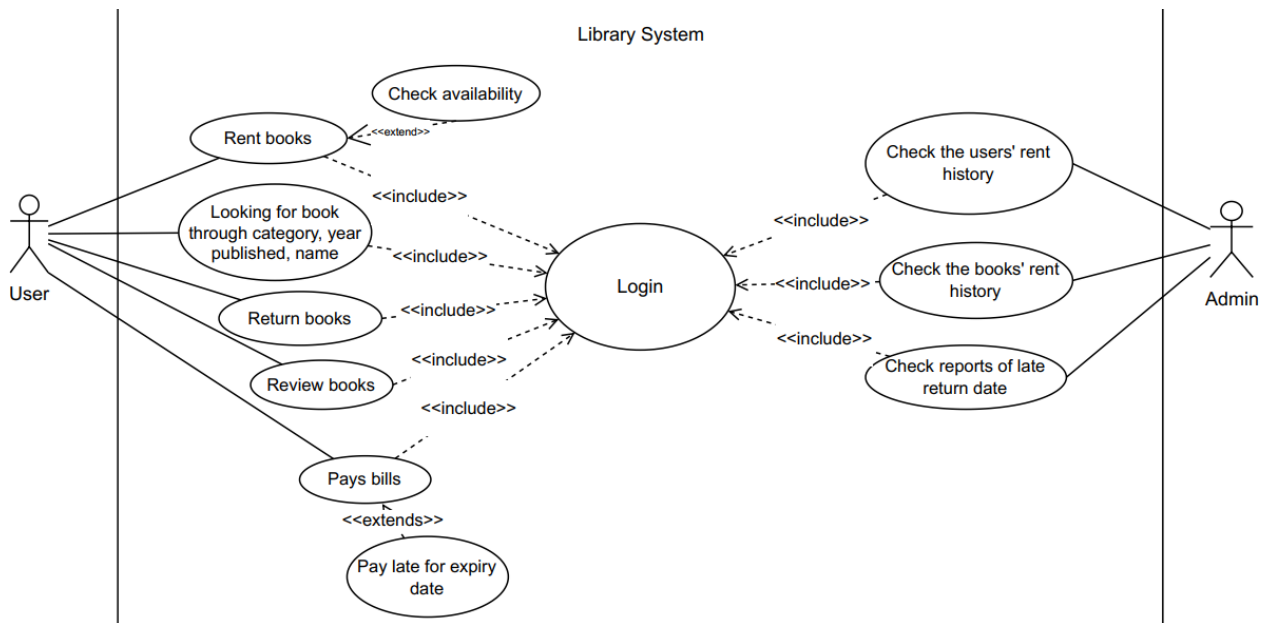 Library System
Check availability
<<extend>>
Rent books
<<include>>
Looking for book
through category, year
published, name
<<include>>
User
Return books
<<include>>
Review books
<<include>>
<<include>>
Pays bills
<<extends>>
Pay late for expiry
date
Login
Check the users' rent
history
<<include>>
Check the books' rent
history
<<include>>
Admin
<<include>>
Check reports of late
return date